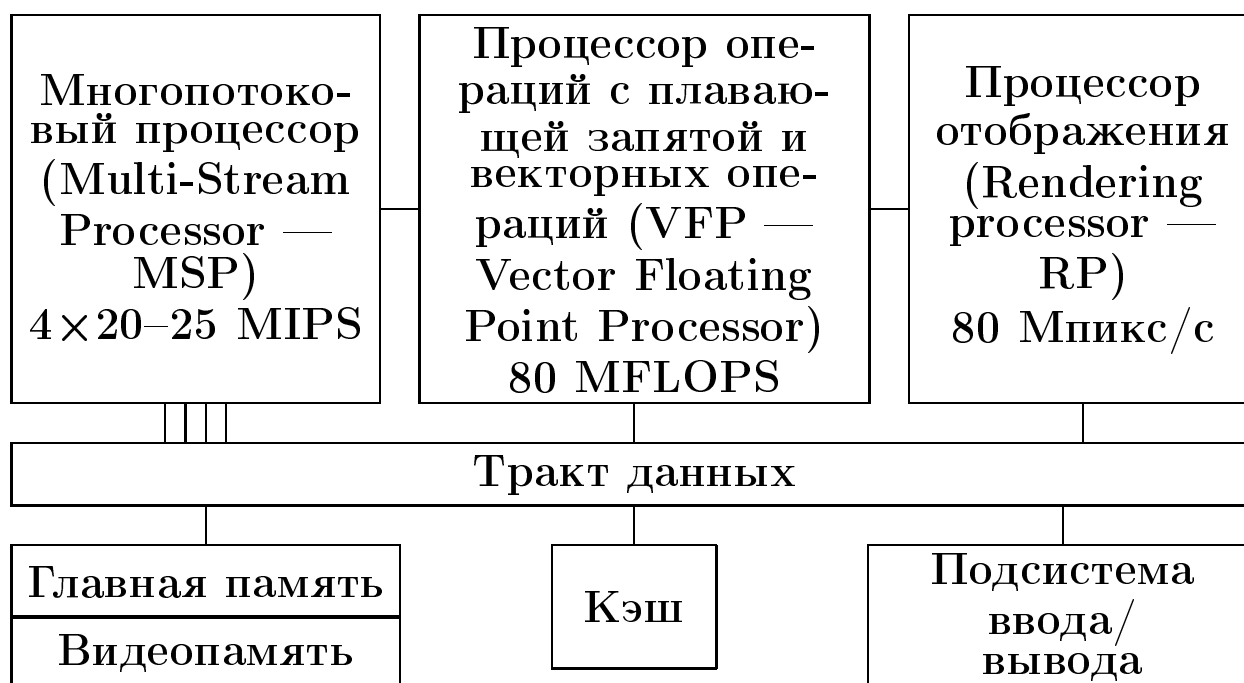 Многопотоко-
вый процессор
(Multi-Stream
Processor —
MSP)
4×20–25 MIPS
Процессор опе-
раций с плаваю-
щей запятой и
векторных опе-
раций (VFP —
Vector Floating
Point Processor)
80 MFLOPS
Процессор
отображения
(Rendering
processor —
RP)
80 Мпикс/с
Тракт данных
Главная память
Видеопамять
Кэш
Подсистема
ввода/
вывода